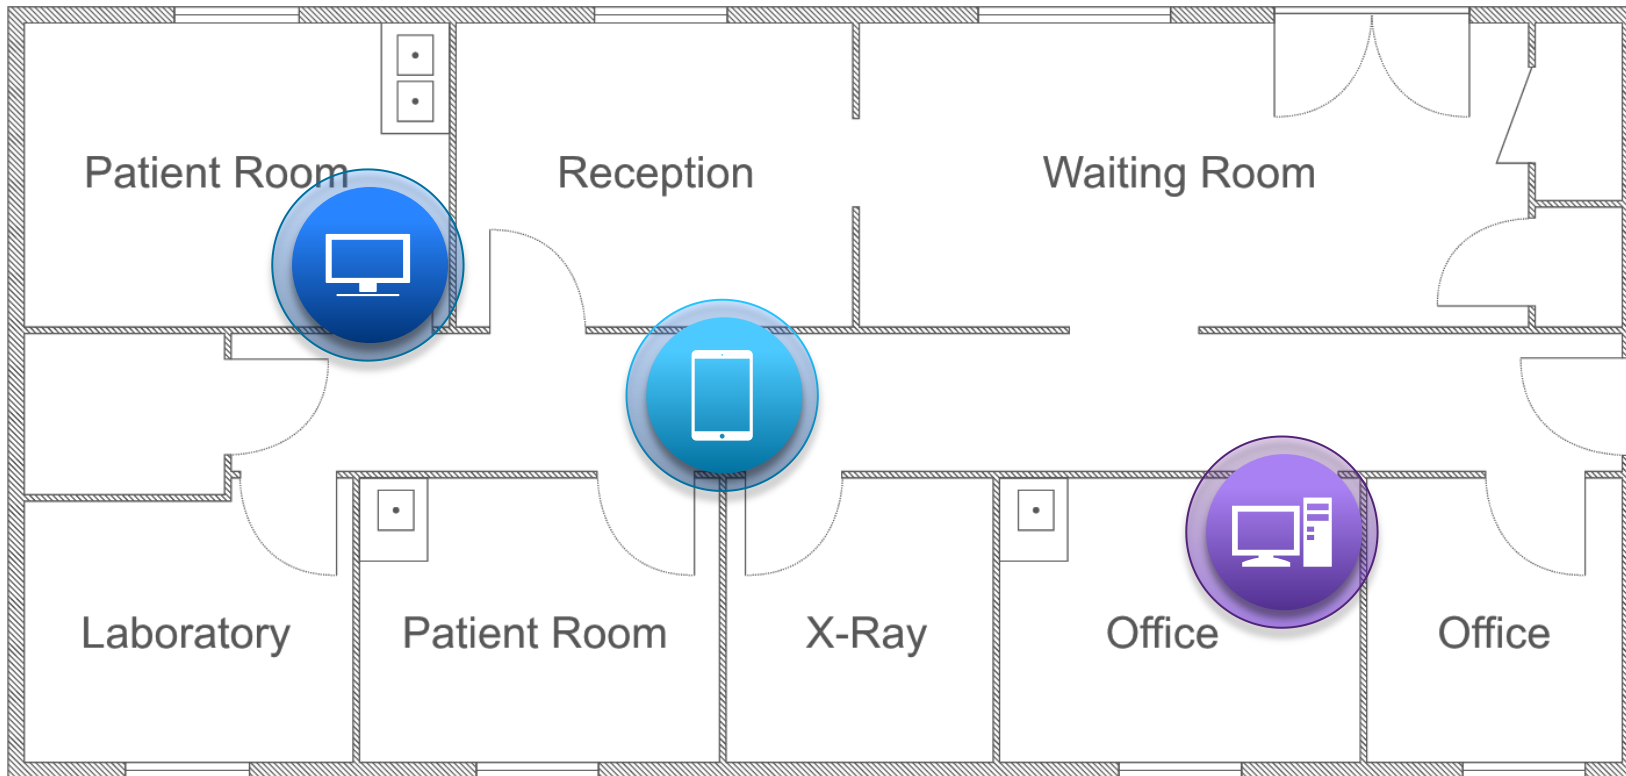 Patient Room
Reception
Waiting Room
Laboratory
Patient Room
X-Ray
Office
Office